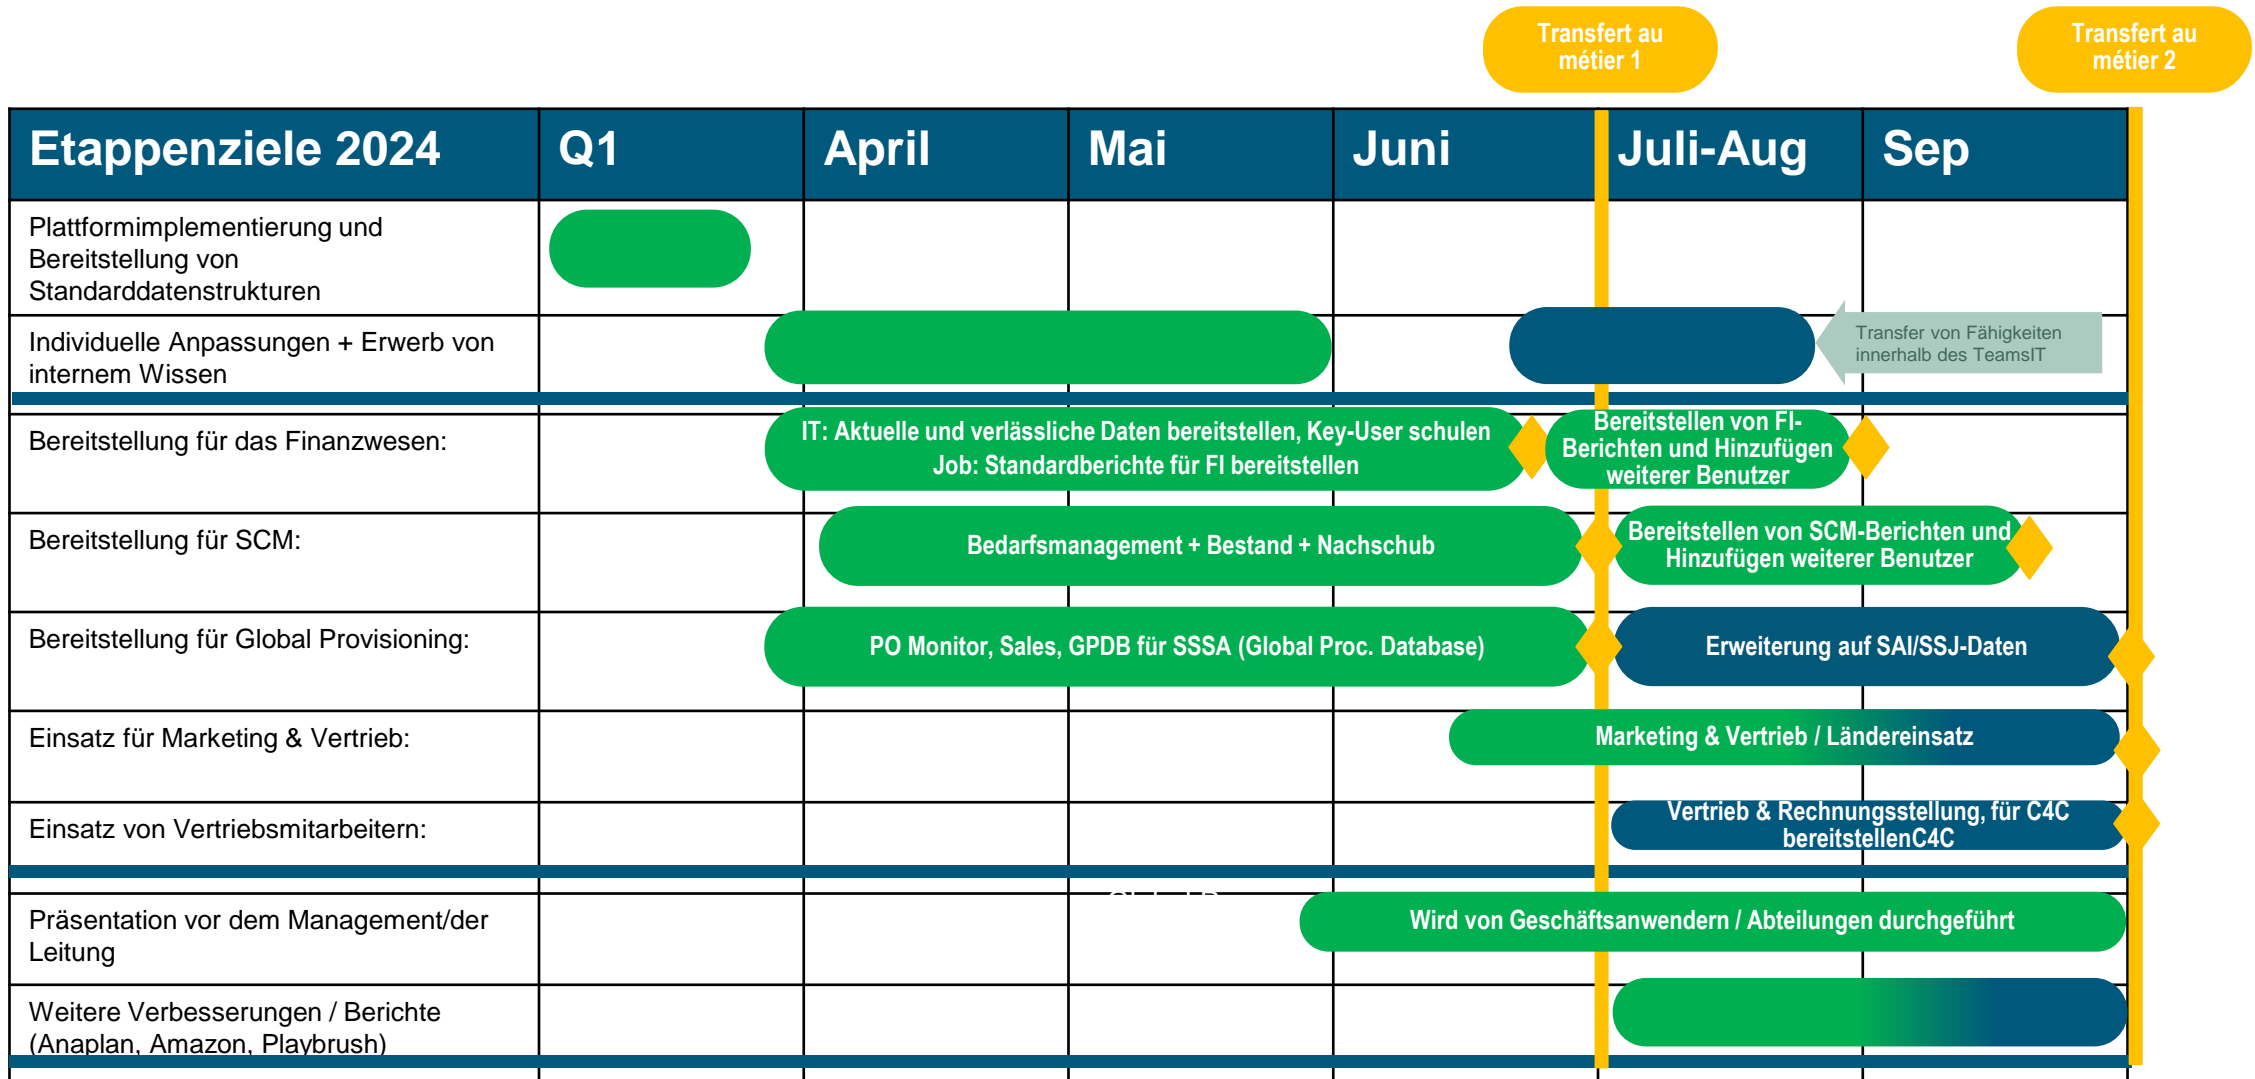 Transfert au
métier 1
Transfert au
métier 2
Etappenziele 2024
Q1
April
Mai
Juni
Juli-Aug
Sep
Plattformimplementierung und
Bereitstellung von
Standarddatenstrukturen
Individuelle Anpassungen + Erwerb von
internem Wissen
Transfer von Fähigkeiten
innerhalb des TeamsIT
Bereitstellung für das Finanzwesen:
IT: Aktuelle und verlässliche Daten bereitstellen, Key-User schulen
Job: Standardberichte für FI bereitstellen
Bereitstellen von FI-
Berichten und Hinzufügen
weiterer Benutzer
Bereitstellung für SCM:
Bedarfsmanagement + Bestand + Nachschub
Bereitstellen von SCM-Berichten und
Hinzufügen weiterer Benutzer
Bereitstellung für Global Provisioning:
PO Monitor, Sales, GPDB für SSSA (Global Proc. Database)
Erweiterung auf SAI/SSJ-Daten
Einsatz für Marketing & Vertrieb:
Marketing & Vertrieb / Ländereinsatz
Einsatz von Vertriebsmitarbeitern:
Vertrieb & Rechnungsstellung, für C4C
bereitstellenC4C
Präsentation vor dem Management/der
Leitung
Wird von Geschäftsanwendern / Abteilungen durchgeführt
Weitere Verbesserungen / Berichte
(Anaplan, Amazon, Playbrush)